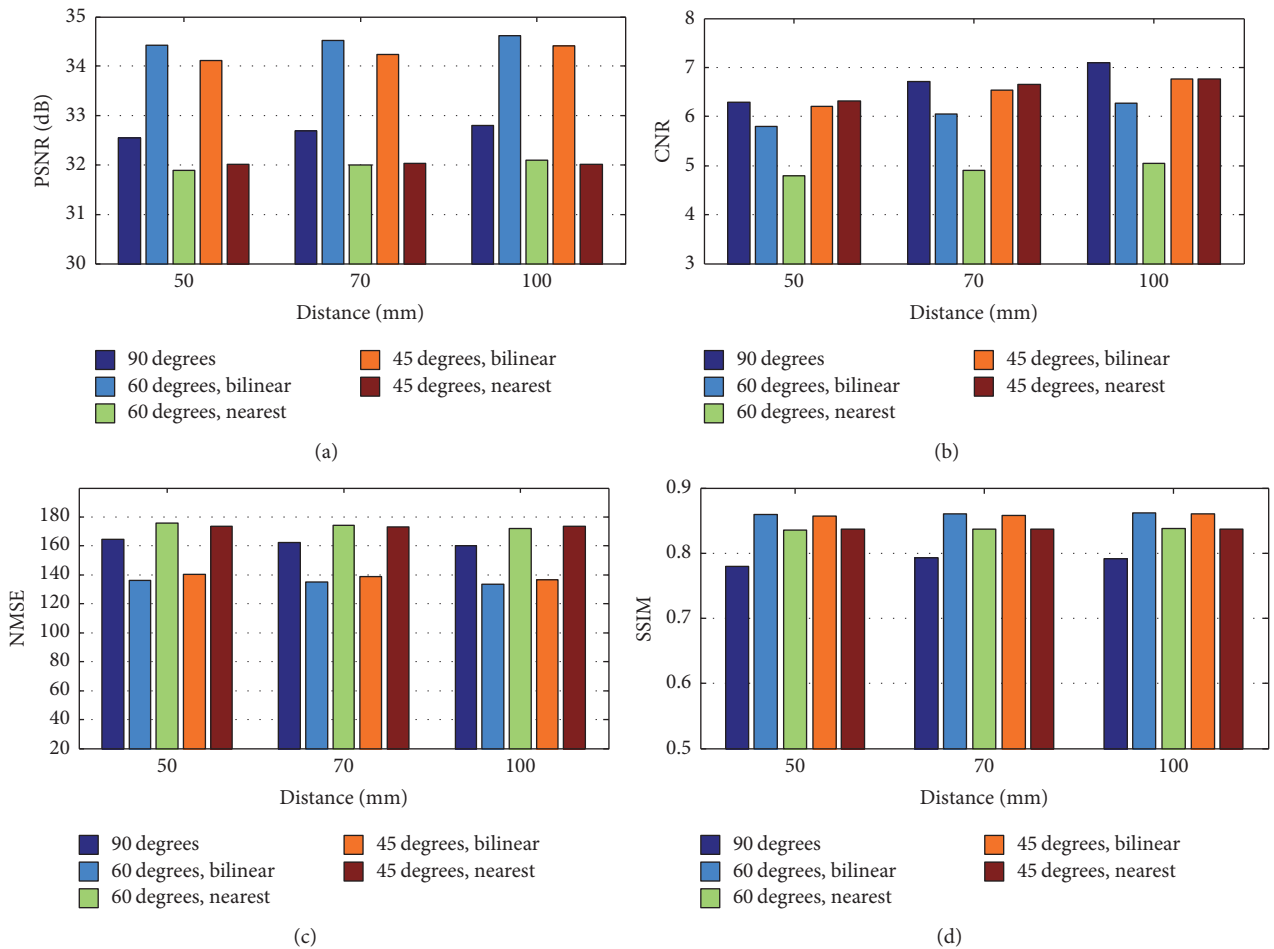 35
34
33
32
31
30
PSNR (dB)
50 70 100
Distance (mm)
90 degrees
60 degrees, bilinear
60 degrees, nearest
45 degrees, bilinear
45 degrees, nearest
(a)
8
7
6
5
4
3
CNR
50 70 100
Distance (mm)
90 degrees
60 degrees, bilinear
60 degrees, nearest
45 degrees, bilinear
45 degrees, nearest
(b)
180
160
140
120
100
80
60
40
20
NMSE
50 70 100
Distance (mm)
90 degrees
60 degrees, bilinear
60 degrees, nearest
45 degrees, bilinear
45 degrees, nearest
(c)
0.9
0.8
0.7
0.6
0.5
SSIM
50 70 100
Distance (mm)
90 degrees
60 degrees, bilinear
60 degrees, nearest
45 degrees, bilinear
45 degrees, nearest
(d)